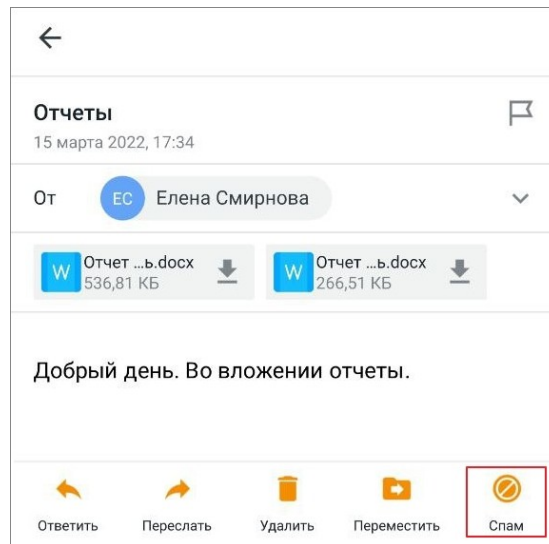 Отчеты
15 марта 2022, 17:34
От ЕС Елена Смирнова
W Отчет ...ь.docx W Отчет ...ь.docx
536,81 КБ 266,51 КБ
Добрый день. Во вложении отчеты.
Ответить Переслать Удалить Переместить Спам